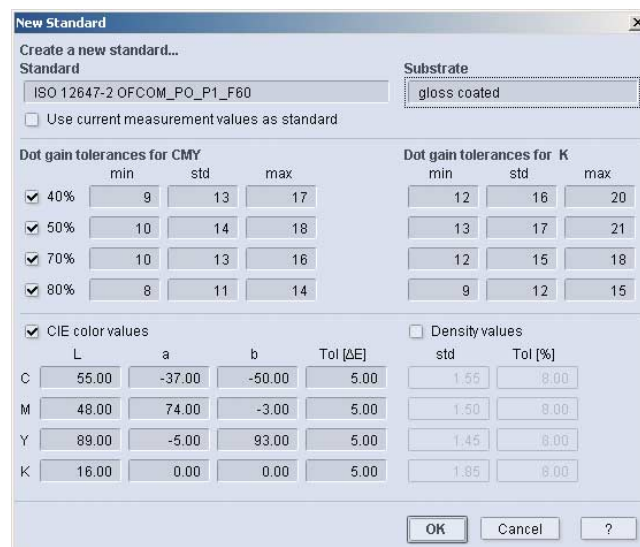 New Standard
Create a new standard...
Standard Substrate
ISO 12647-2 OFCOM_PO_P1_F60 gloss coated
Use current measurement values as standard
Dot gain tolerances for CMY Dot gain tolerances for K
min std max min std max
40% 9 13 17 12 16 20
50% 10 14 18 13 17 21
70% 10 13 16 12 15 18
80% 8 11 14 9 12 15
CIE color values Density values
L a b Tol [ΔE] std Tol [%]
C 55.00 -37.00 -50.00 5.00 1.55 8.00
M 48.00 74.00 -3.00 5.00 1.50 8.00
Y 89.00 -5.00 93.00 5.00 1.45 8.00
K 16.00 0.00 0.00 5.00 1.85 8.00
OK Cancel ?